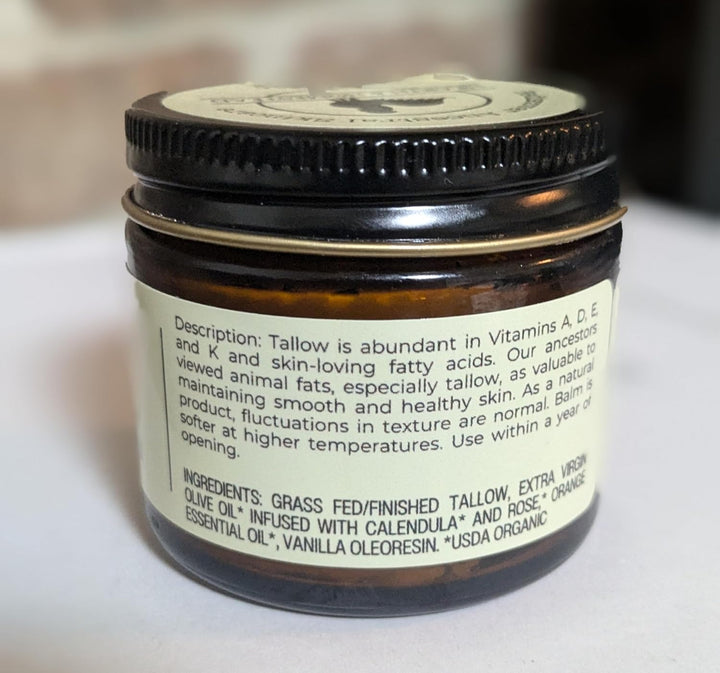 Description: Tallow is abundant in Vitamins A, D, E,
and K and skin-loving fatty acids. Our ancestors
viewed animal fats, especially tallow, as valuable to
maintaining smooth and healthy skin. As a natural
product, fluctuations in texture are normal. Balm is
softer at higher temperatures. Use within a year of
opening.
INGREDIENTS: GRASS FED/FINISHED TALLOW, EXTRA VIRGIN
OLIVE OIL* INFUSED WITH CALENDULA* AND ROSE,* ORANGE
ESSENTIAL OIL*, VANILLA OLEORESIN. *USDA ORGANIC